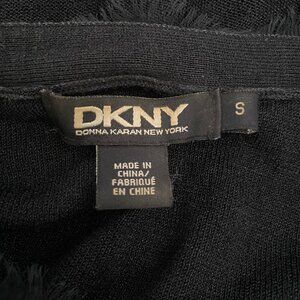 DKNY
DONNA KARAN NEW YORK
S
MADE IN
CHINA/
FABRIQUÉ
EN CHINE